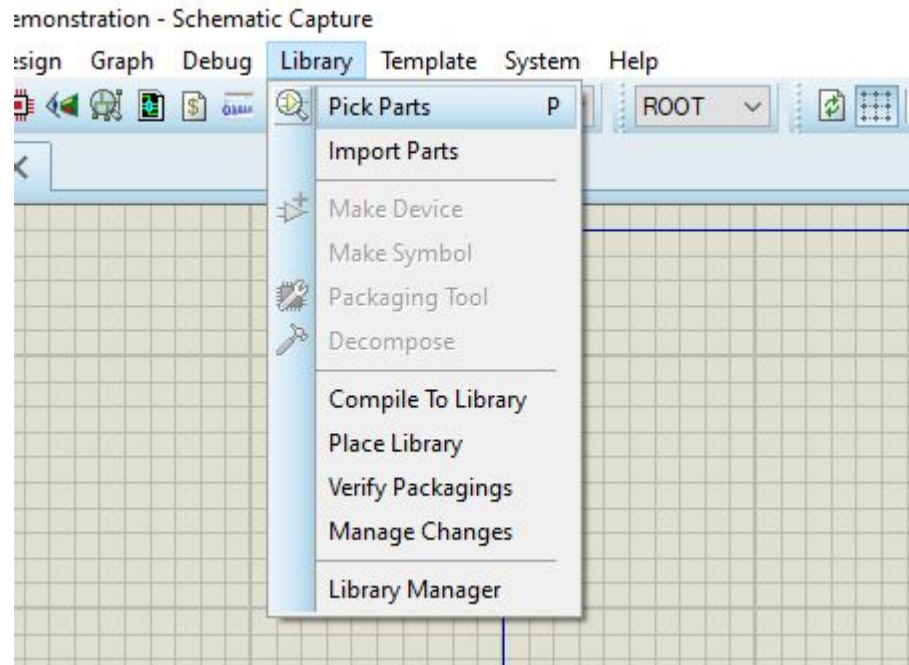 emonstration - Schematic Capture
esign Graph Debug Library Template System Help
ROOT
Pick Parts P
Import Parts
Make Device
Make Symbol
Packaging Tool
Decompose
Compile To Library
Place Library
Verify Packagings
Manage Changes
Library Manager